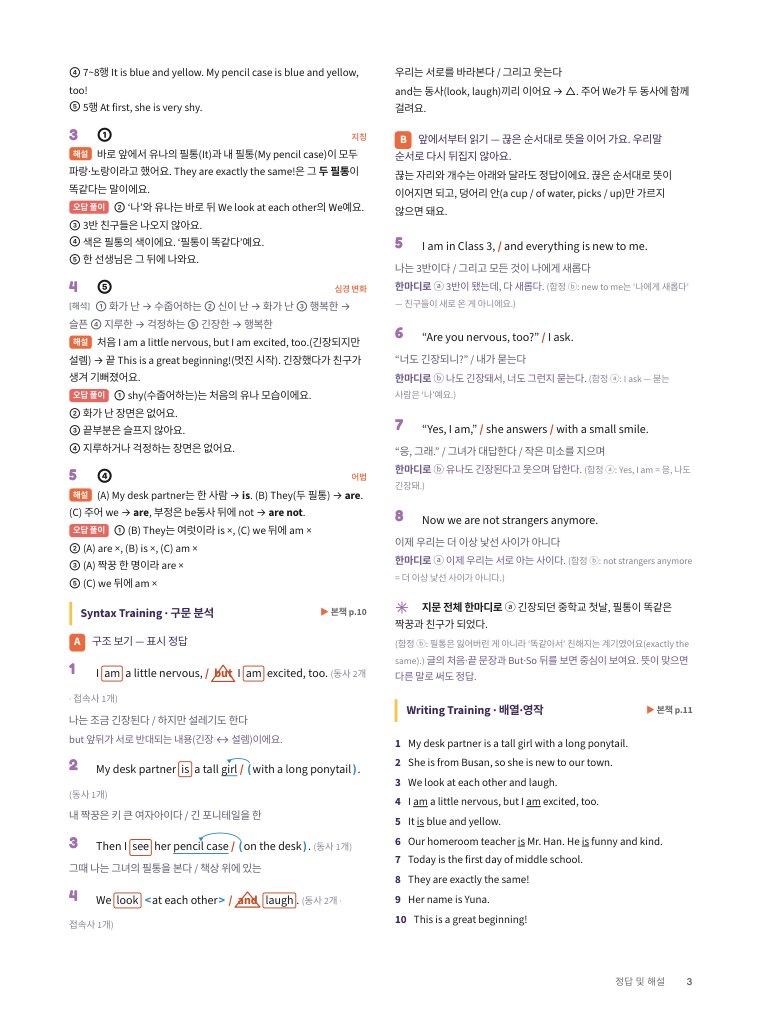 ④ 7~8행 It is blue and yellow. My pencil case is blue and yellow,
too!
⑤ 5행 At first, she is very shy.
3 ① 지칭
해설 바로 앞에서 유나의 필통(It)과 내 필통(My pencil case)이 모두
파랑·노랑이라고 했어요. They are exactly the same!은 그 두 필통이
똑같다는 말이에요.
오답 풀이 ② ‘나’와 유나는 바로 뒤 We look at each other의 We예요.
③ 3반 친구들은 나오지 않아요.
④ 색은 필통의 색이에요. ‘필통이 똑같다’예요.
⑤ 한 선생님은 그 뒤에 나와요.
4 ⑤ 심경 변화
[해석] ① 화가 난 → 수줍어하는 ② 신이 난 → 화가 난 ③ 행복한 →
슬픈 ④ 지루한 → 걱정하는 ⑤ 긴장한 → 행복한
해설 처음 I am a little nervous, but I am excited, too.(긴장되지만
설렘) → 끝 This is a great beginning!(멋진 시작). 긴장했다가 친구가
생겨 기뻐졌어요.
오답 풀이 ① shy(수줍어하는)는 처음의 유나 모습이에요.
② 화가 난 장면은 없어요.
③ 끝부분은 슬프지 않아요.
④ 지루하거나 걱정하는 장면은 없어요.
5 ④ 어법
해설 (A) My desk partner는 한 사람 → is. (B) They(두 필통) → are.
(C) 주어 we → are, 부정은 be동사 뒤에 not → are not.
오답 풀이 ① (B) They는 여럿이라 is ×, (C) we 뒤에 am ×
② (A) are ×, (B) is ×, (C) am ×
③ (A) 짝꿍 한 명이라 are ×
⑤ (C) we 뒤에 am ×
Syntax Training · 구문 분석 ▶ 본책 p.10
A 구조 보기 — 표시 정답
1 I am a little nervous, / but I am excited, too. (동사 2개
· 접속사 1개)
나는 조금 긴장된다 / 하지만 설레기도 한다
but 앞뒤가 서로 반대되는 내용(긴장 ↔ 설렘)이에요.
2 My desk partner is a tall girl / (with a long ponytail).
(동사 1개)
내 짝꿍은 키 큰 여자아이다 / 긴 포니테일을 한
3 Then I see her pencil case / (on the desk). (동사 1개)
그때 나는 그녀의 필통을 본다 / 책상 위에 있는
4 We look <at each other> / and laugh. (동사 2개 ·
접속사 1개)
우리는 서로를 바라본다 / 그리고 웃는다
and는 동사(look, laugh)끼리 이어요 → △. 주어 We가 두 동사에 함께
걸려요.
B 앞에서부터 읽기 — 끊은 순서대로 뜻을 이어 가요. 우리말
순서로 다시 뒤집지 않아요.
끊는 자리와 개수는 아래와 달라도 정답이에요. 끊은 순서대로 뜻이
이어지면 되고, 덩어리 안(a cup / of water, picks / up)만 가르지
않으면 돼요.
5 I am in Class 3, / and everything is new to me.
나는 3반이다 / 그리고 모든 것이 나에게 새롭다
한마디로 ⓐ 3반이 됐는데, 다 새롭다. (함정 ⓑ: new to me는 ‘나에게 새롭다’
— 친구들이 새로 온 게 아니에요.)
6 “Are you nervous, too?” / I ask.
“너도 긴장되니?” / 내가 묻는다
한마디로 ⓑ 나도 긴장돼서, 너도 그런지 묻는다. (함정 ⓐ: I ask — 묻는
사람은 ‘나’예요.)
7 “Yes, I am,” / she answers / with a small smile.
“응, 그래.” / 그녀가 대답한다 / 작은 미소를 지으며
한마디로 ⓑ 유나도 긴장된다고 웃으며 답한다. (함정 ⓐ: Yes, I am = 응, 나도
긴장돼.)
8 Now we are not strangers anymore.
이제 우리는 더 이상 낯선 사이가 아니다
한마디로 ⓐ 이제 우리는 서로 아는 사이다. (함정 ⓑ: not strangers anymore
= 더 이상 낯선 사이가 아니다.)
✳ 지문 전체 한마디로 ⓐ 긴장되던 중학교 첫날, 필통이 똑같은
짝꿍과 친구가 되었다.
(함정 ⓑ: 필통은 잃어버린 게 아니라 ‘똑같아서’ 친해지는 계기였어요(exactly the
same).) 글의 처음·끝 문장과 But·So 뒤를 보면 중심이 보여요. 뜻이 맞으면
다른 말로 써도 정답.
Writing Training · 배열·영작 ▶ 본책 p.11
1 My desk partner is a tall girl with a long ponytail.
2 She is from Busan, so she is new to our town.
3 We look at each other and laugh.
4 I am a little nervous, but I am excited, too.
5 It is blue and yellow.
6 Our homeroom teacher is Mr. Han. He is funny and kind.
7 Today is the first day of middle school.
8 They are exactly the same!
9 Her name is Yuna.
10 This is a great beginning!
정답 및 해설 3